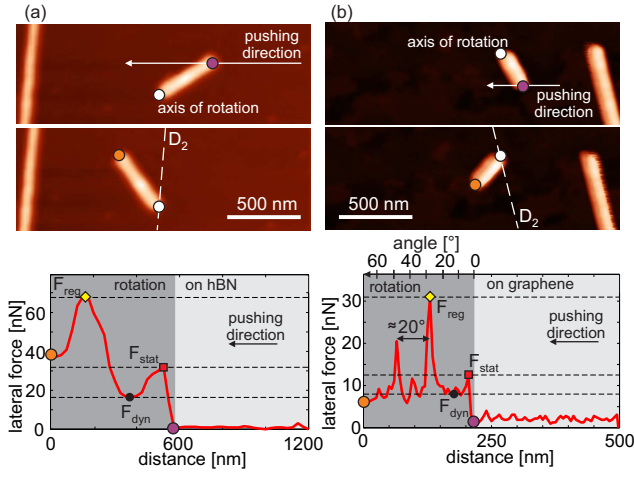 (a)
pushing
direction
axis of rotation
D2
500 nm
(b)
axis of rotation
pushing
direction
D2
500 nm
Freg
rotation
on hBN
pushing
direction
Fstat
Fdyn
lateral force [nN]
60
40
20
0
0 600 1200
distance [nm]
angle [°]
60 50 40 30 20 10 0
rotation
on graphene
Freg
≈20°
pushing
direction
Fstat
Fdyn
lateral force [nN]
30
20
10
0
0 250 500
distance [nm]